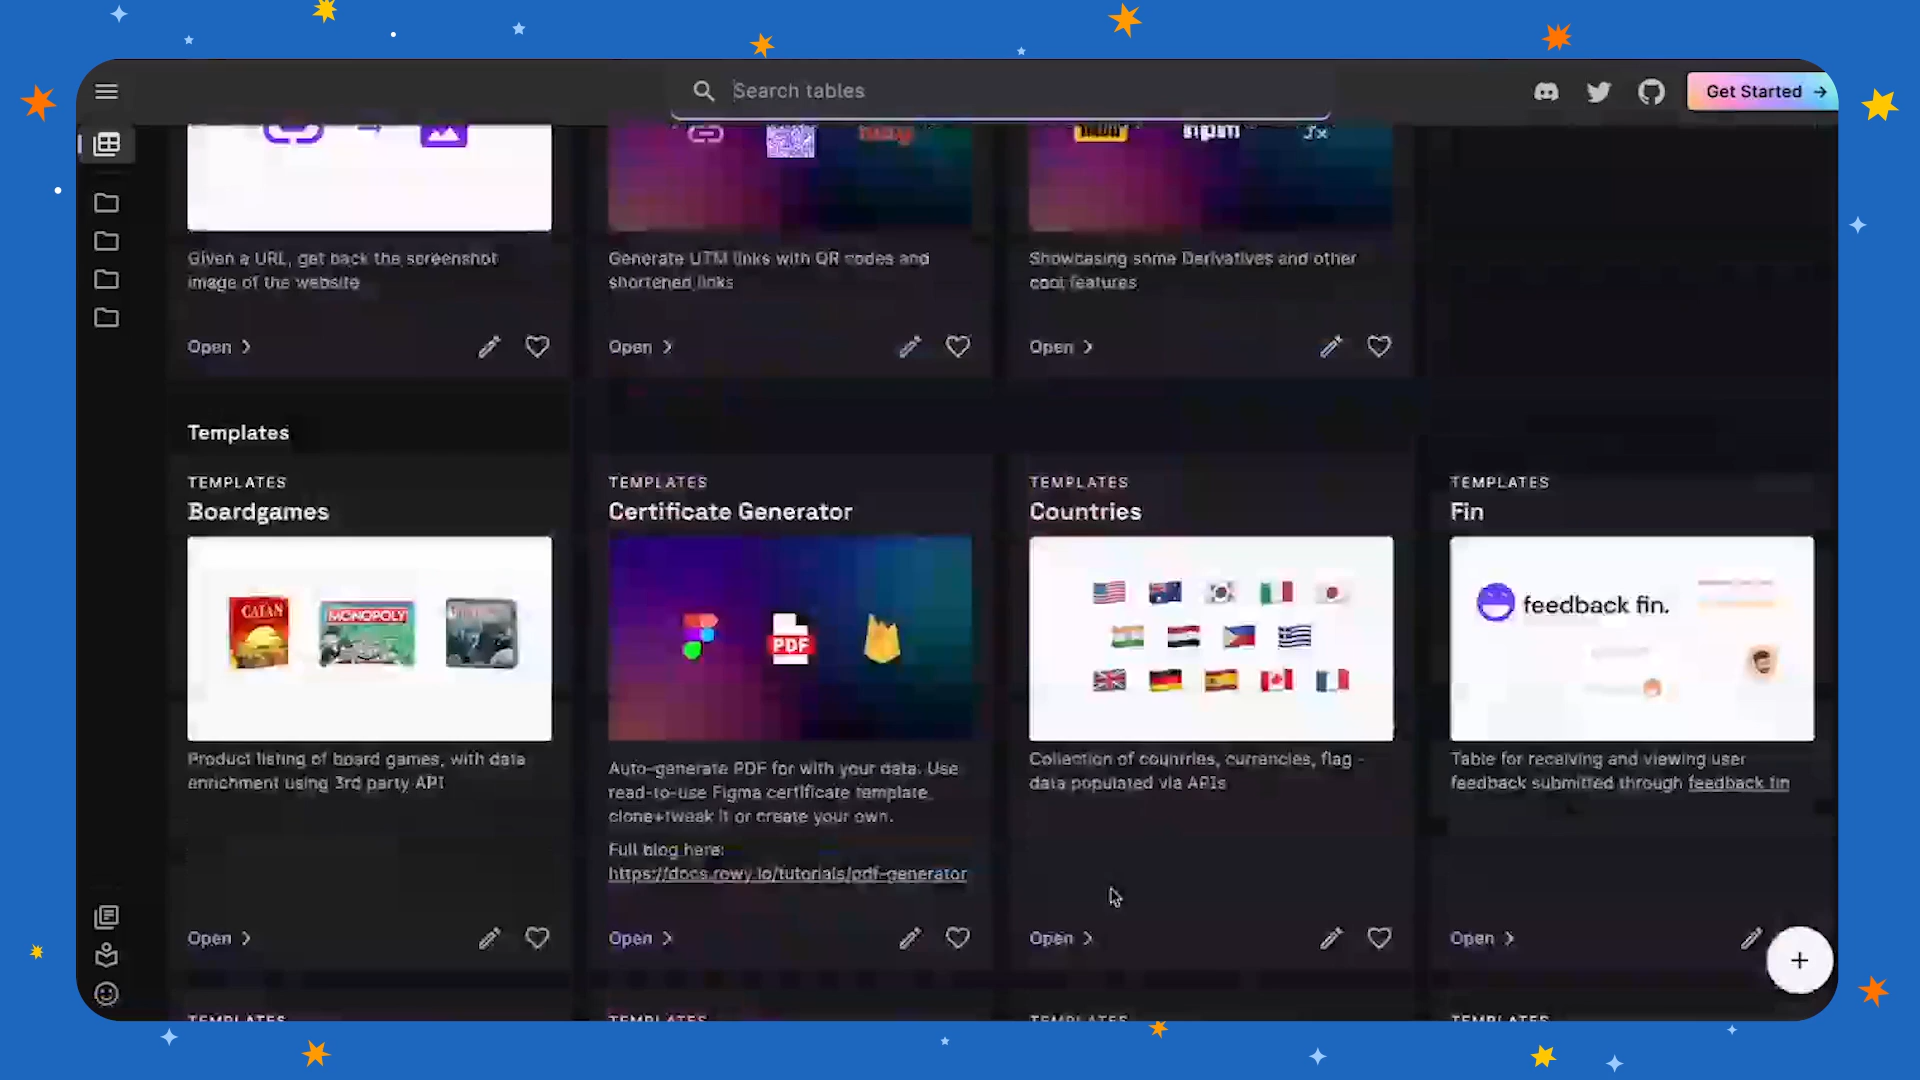 Search tables
Get Started
Given a URL, get back the screenshot
image of the website
Generate UTM links with QR codes and
shortened links
Showcasing some Derivatives and other
cool features
Open
Open
Open
Templates
TEMPLATES
Boardgames
TEMPLATES
Certificate Generator
TEMPLATES
Countries
TEMPLATES
Fin
CATAN
MONOPOLY
PDF
feedback fin.
Product listing of board games, with data
enrichment using 3rd party API
Auto-generate PDF for with your data. Use
read-to-use Figma certificate template,
clone+tweak it or create your own.
Full blog here:
https://docs.rowy.io/tutorials/pdf-generator
Collection of countries, currencies, flag -
data populated via APIs
Table for receiving and viewing user
feedback submitted through feedback fin
Open
Open
Open
Open
TEMPLATES
TEMPLATES
TEMPLATES
TEMPLATES